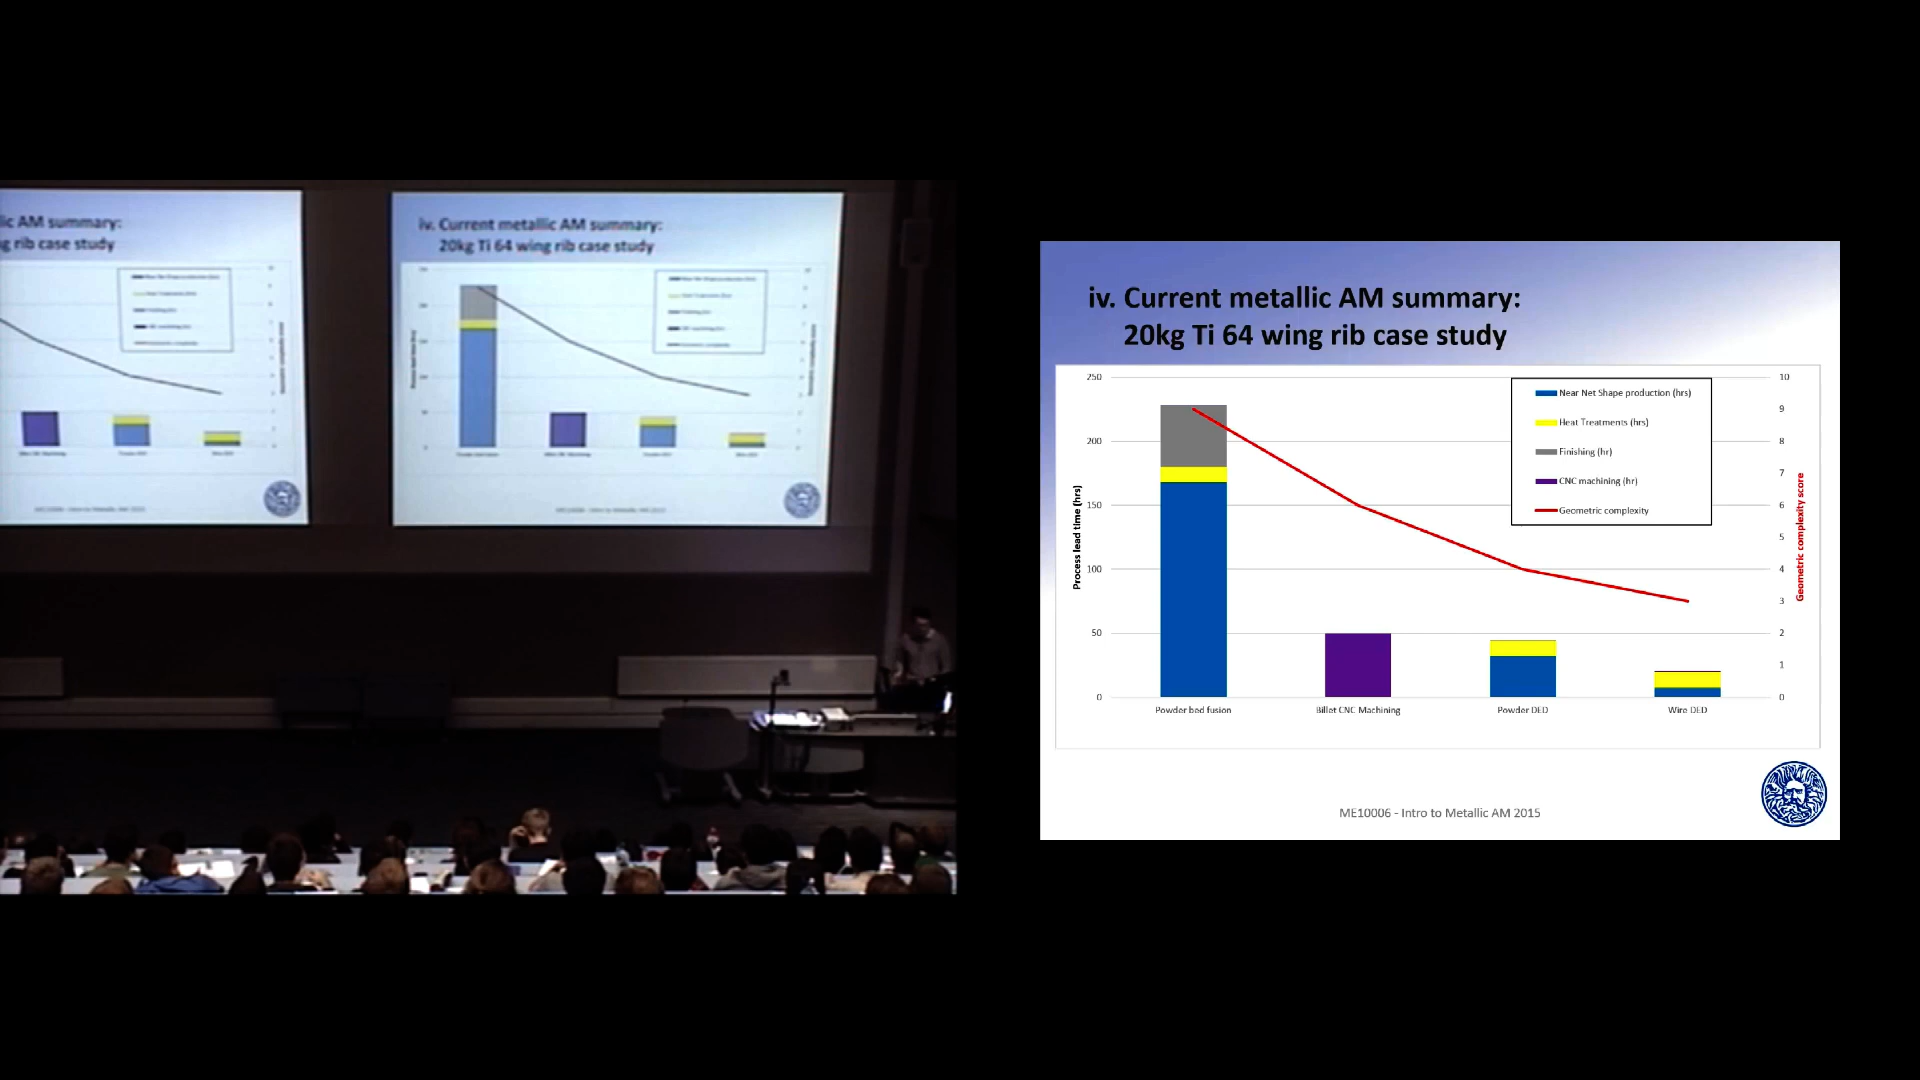 lic AM summary:
g rib case study
iv. Current metallic AM summary:
20kg Ti 64 wing rib case study
iv. Current metallic AM summary:
20kg Ti 64 wing rib case study
250
200
150
100
50
0
Process lead time (hrs)
10
9
8
7
6
5
4
3
2
1
0
Geometric complexity score
Near Net Shape production (hrs)
Heat Treatments (hrs)
Finishing (hr)
CNC machining (hr)
Geometric complexity
Powder bed fusion
Billet CNC Machining
Powder DED
Wire DED
ME10006 - Intro to Metallic AM 2015